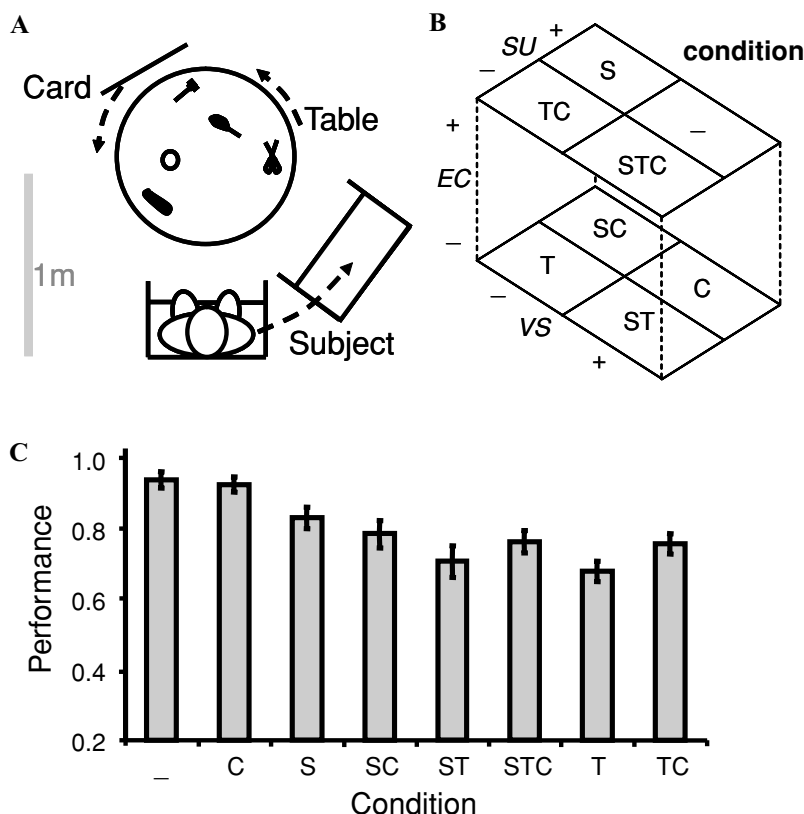 A
Card
Table
1m
Subject
B
condition
SU
+
–
S
–
TC
STC
+
EC
–
SC
T
C
ST
–
VS
+
C
Performance
1.0
0.8
0.6
0.4
0.2
– C S SC ST STC T TC
Condition